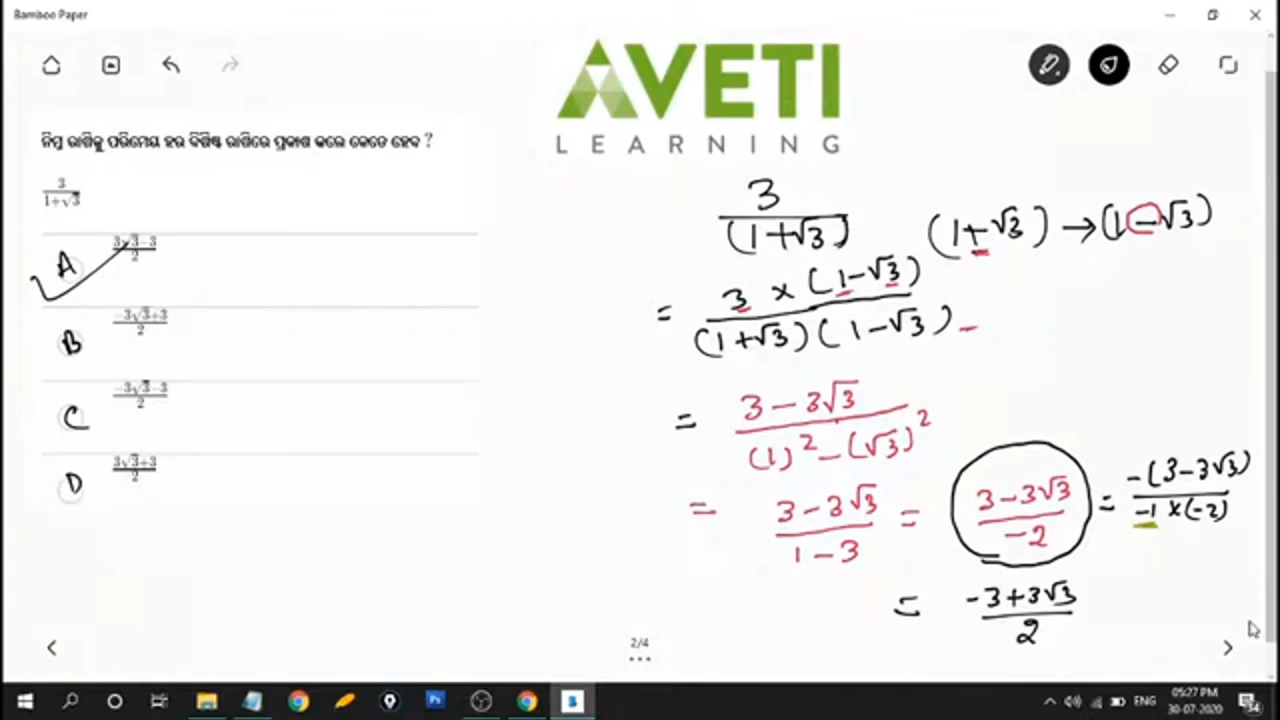 Bamboo Paper
AVETI
LEARNING
ନିମ୍ନ ରାଶିକୁ ପରିମେୟ ହର ବିଶିଷ୍ଟ ରାଶିରେ ପ୍ରକାଶ କଲେ କେତେ ହେବ ?
3/(1+√3)
A (3√3−3)/2
B (−3√3+3)/2
C (−3√3−3)/2
D (3√3+3)/2
3/(1+√3) (1+√3) → (1−√3)
= 3 × (1−√3)/(1+√3)(1−√3)
= (3−3√3)/((1)²−(√3)²)
= (3−3√3)/(1−3) = (3−3√3)/−2 = −(3−3√3)/(−1×(−2))
= (−3+3√3)/2
2/4
ENG
05:27 PM
30-07-2020
34